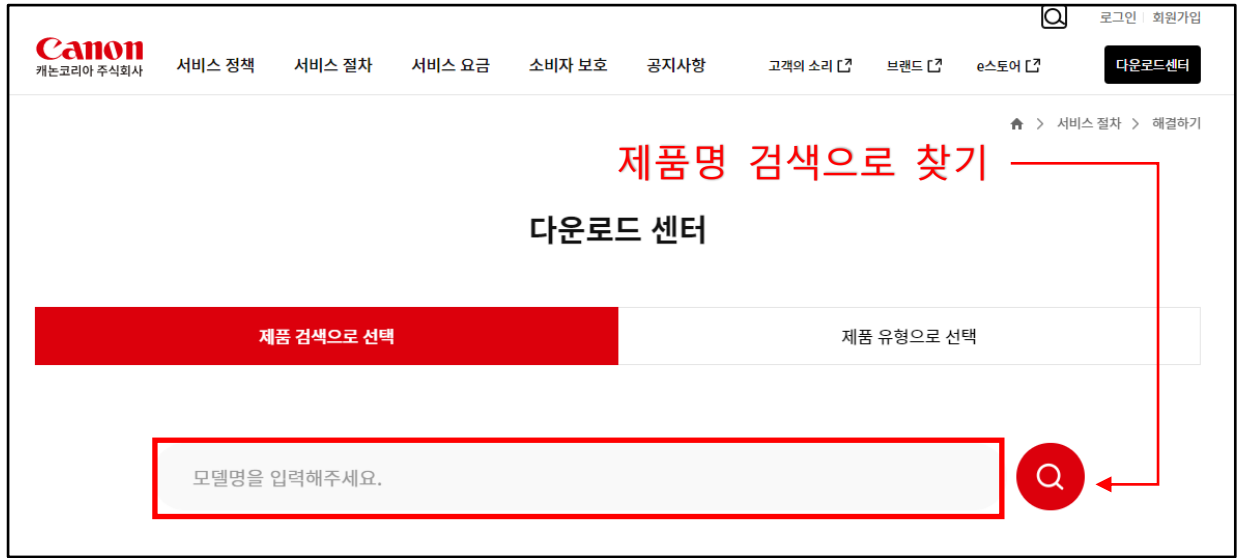 로그인 회원가입
Canon
캐논코리아 주식회사
서비스 정책 서비스 절차 서비스 요금 소비자 보호 공지사항 고객의 소리 브랜드 e스토어 다운로드센터
> 서비스 절차 > 해결하기
제품명 검색으로 찾기
다운로드 센터
제품 검색으로 선택 제품 유형으로 선택
모델명을 입력해주세요.